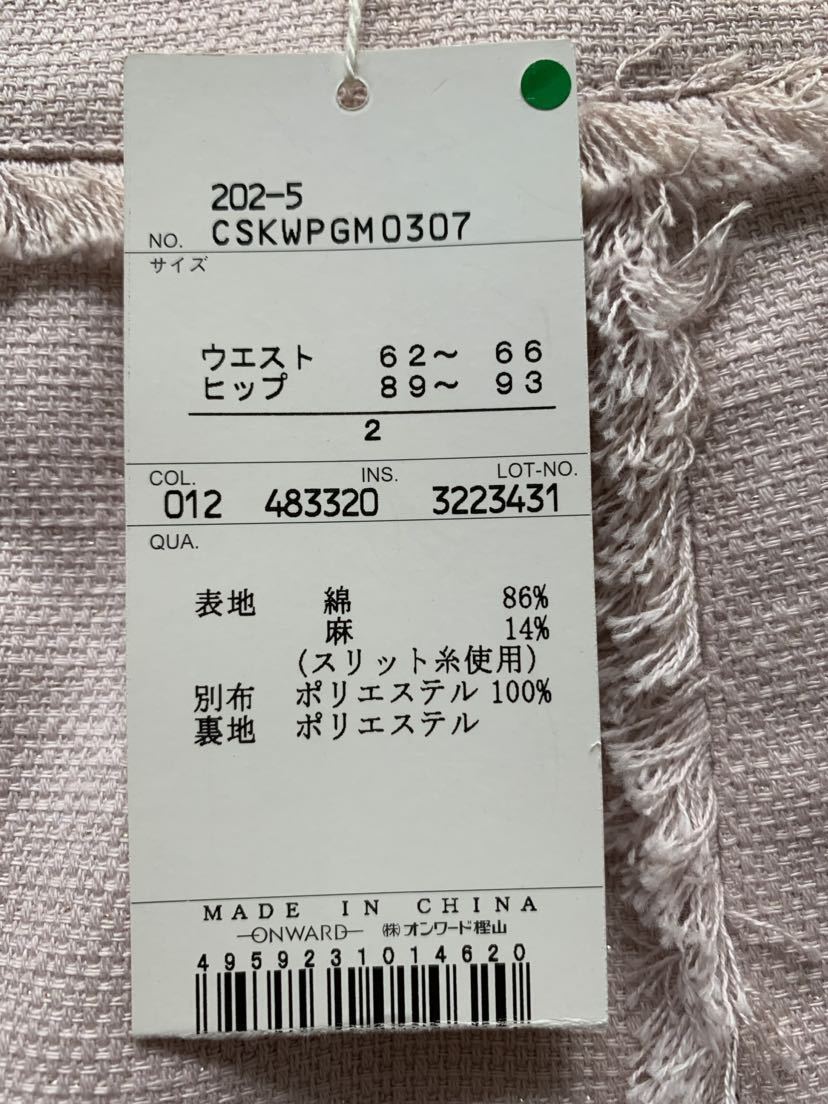 202-5
NO. CSKWPGM0307
サイズ
ウエスト 62〜 66
ヒップ 89〜 93
2
COL. INS. LOT-NO.
012 483320 3223431
QUA.
表地 綿 86%
麻 14%
(スリット糸使用)
別布 ポリエステル 100%
裏地 ポリエステル
MADE IN CHINA
ONWARD ㈱オンワード樫山
4959231014620